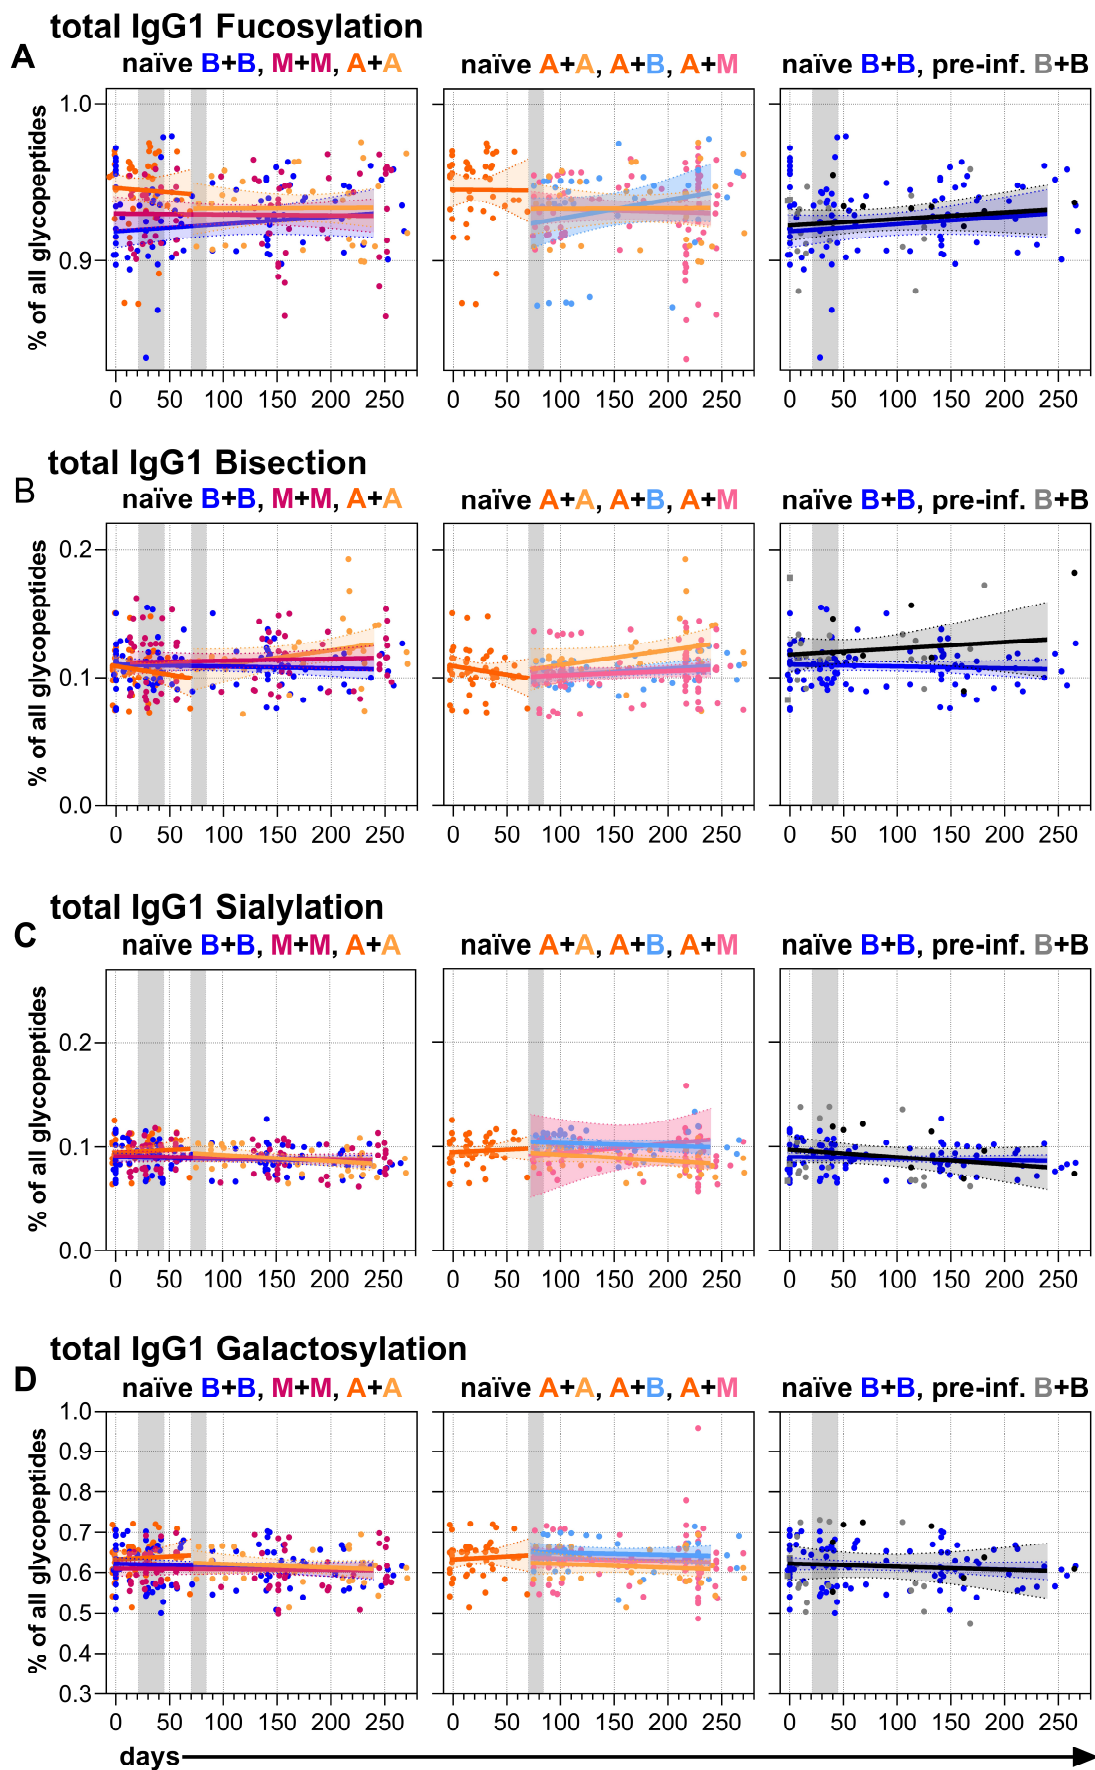 total IgG1 Fucosylation
A
naïve B+B, M+M, A+A
naïve A+A, A+B, A+M
naïve B+B, pre-inf. B+B
% of all glycopeptides
1.0
0.9
0 50 100 150 200 250
0 50 100 150 200 250
0 50 100 150 200 250
total IgG1 Bisection
B
naïve B+B, M+M, A+A
naïve A+A, A+B, A+M
naïve B+B, pre-inf. B+B
% of all glycopeptides
0.2
0.1
0.0
0 50 100 150 200 250
0 50 100 150 200 250
0 50 100 150 200 250
total IgG1 Sialylation
C
naïve B+B, M+M, A+A
naïve A+A, A+B, A+M
naïve B+B, pre-inf. B+B
% of all glycopeptides
0.2
0.1
0.0
0 50 100 150 200 250
0 50 100 150 200 250
0 50 100 150 200 250
total IgG1 Galactosylation
D
naïve B+B, M+M, A+A
naïve A+A, A+B, A+M
naïve B+B, pre-inf. B+B
% of all glycopeptides
1.0
0.9
0.8
0.7
0.6
0.5
0.4
0.3
0 50 100 150 200 250
0 50 100 150 200 250
0 50 100 150 200 250
days